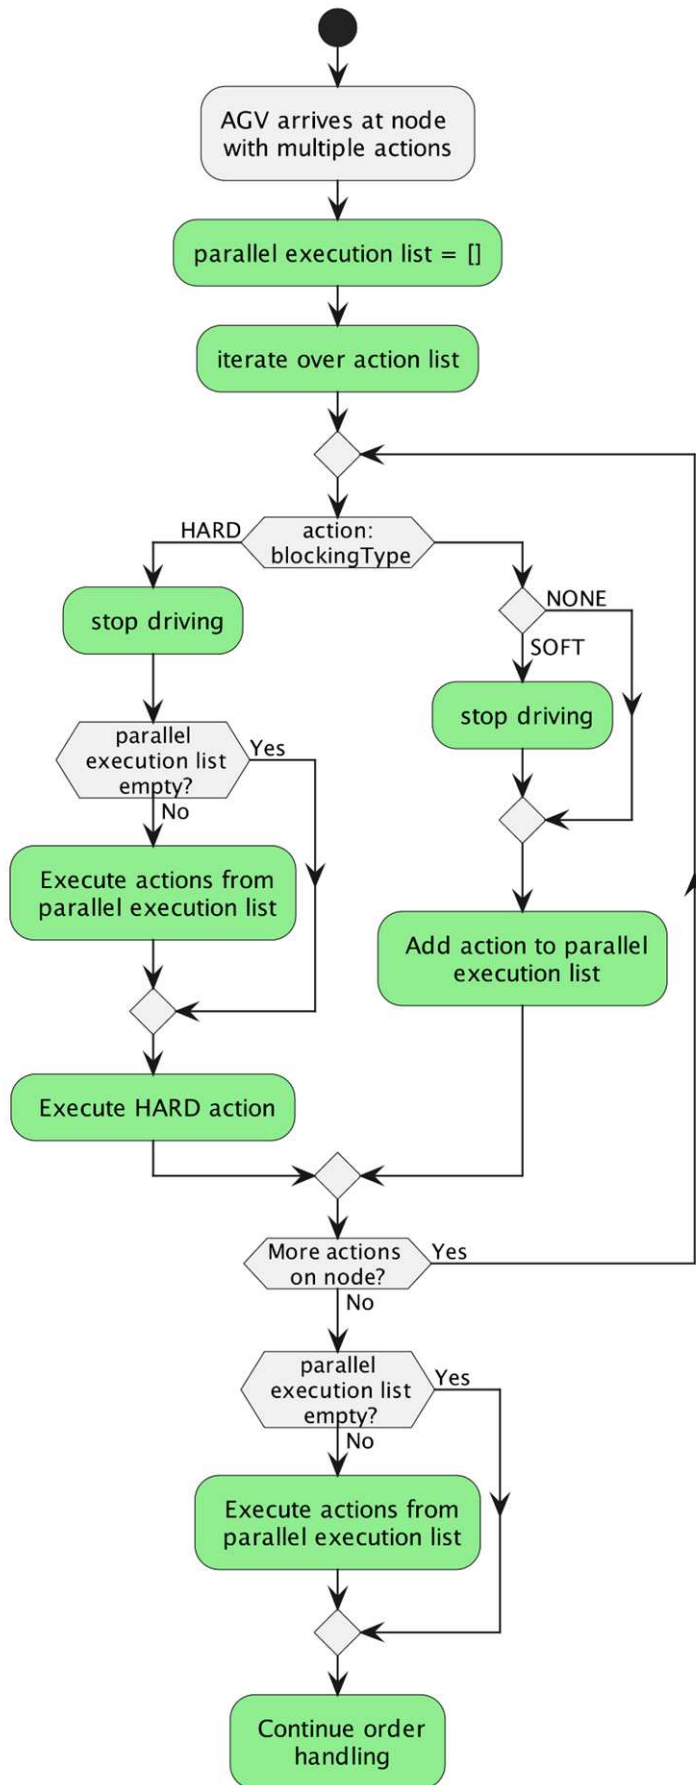 AGV arrives at node
with multiple actions
parallel execution list = []
iterate over action list
HARD
action:
blockingType
NONE
stop driving
SOFT
stop driving
parallel
execution list
empty?
Yes
No
Execute actions from
parallel execution list
Add action to parallel
execution list
Execute HARD action
More actions
on node?
Yes
No
parallel
execution list
empty?
Yes
No
Execute actions from
parallel execution list
Continue order
handling